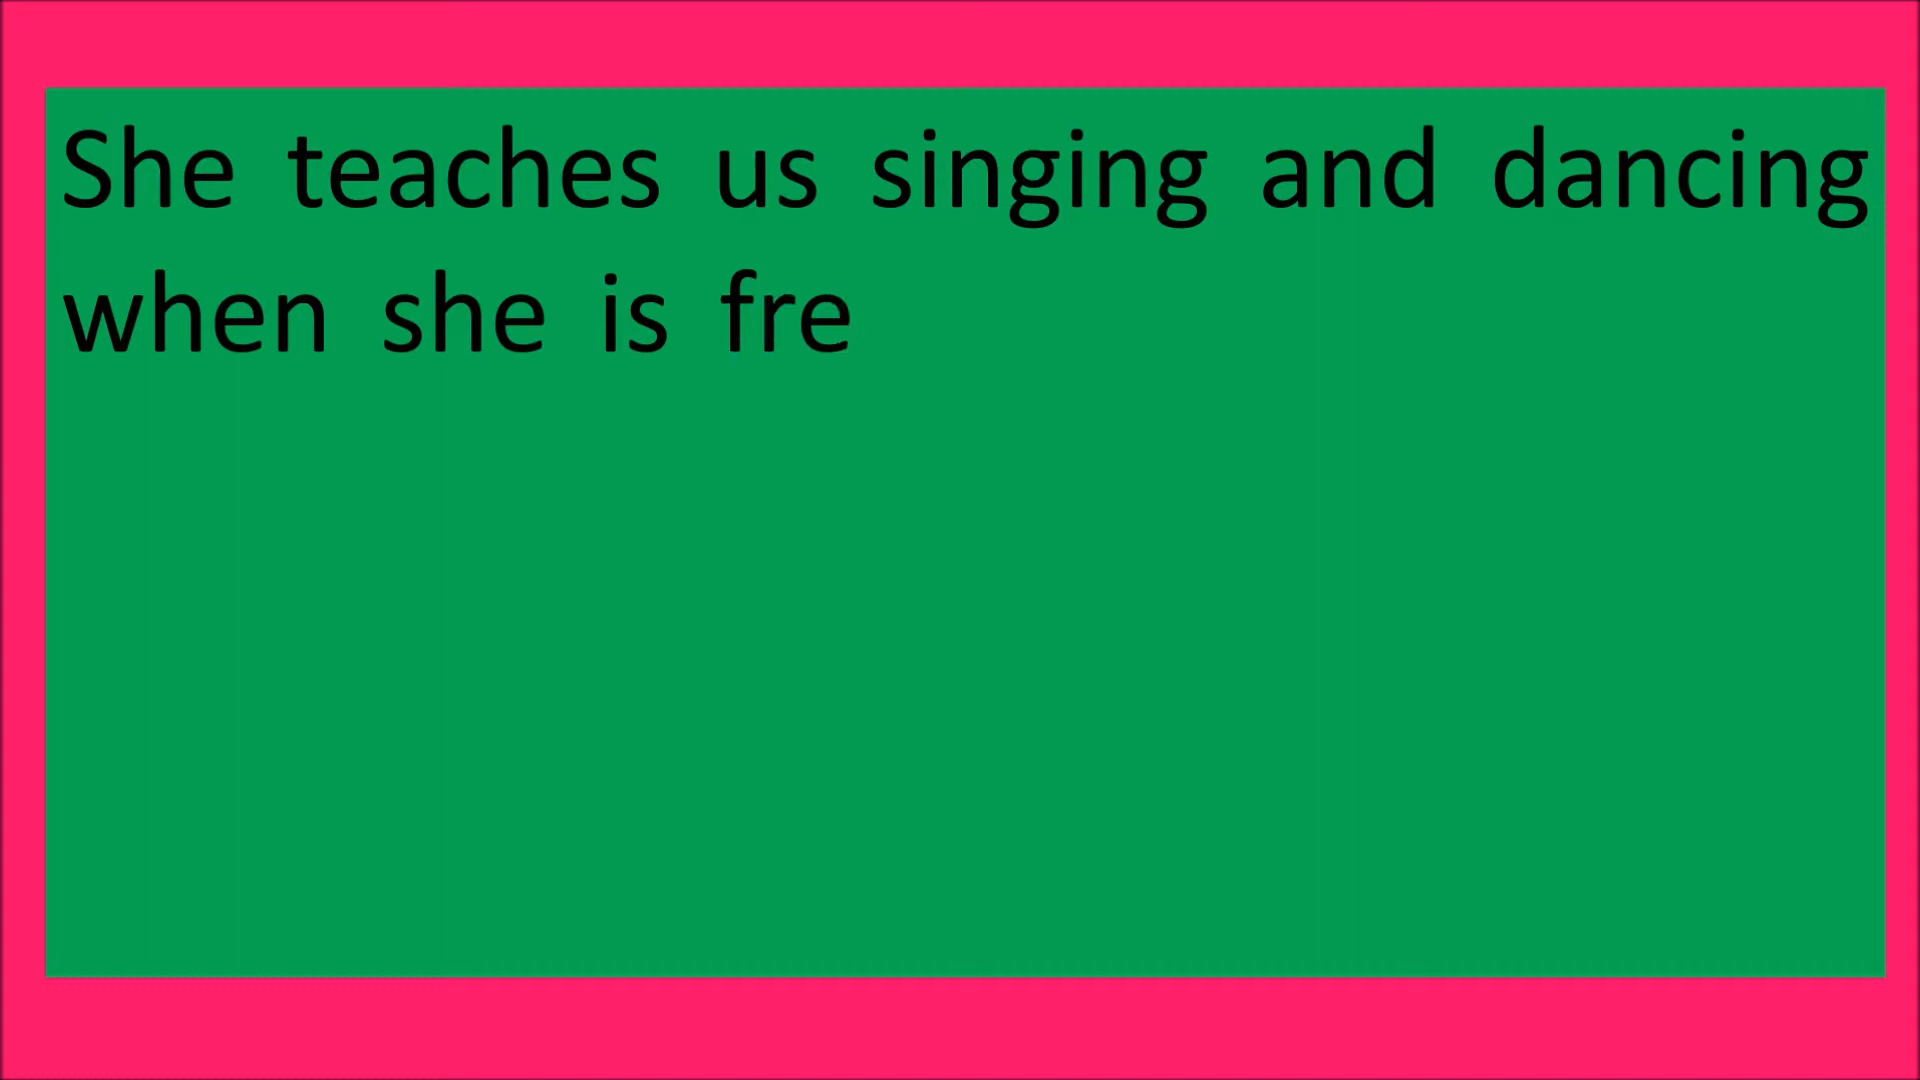 She teaches us singing and dancing
when she is fre